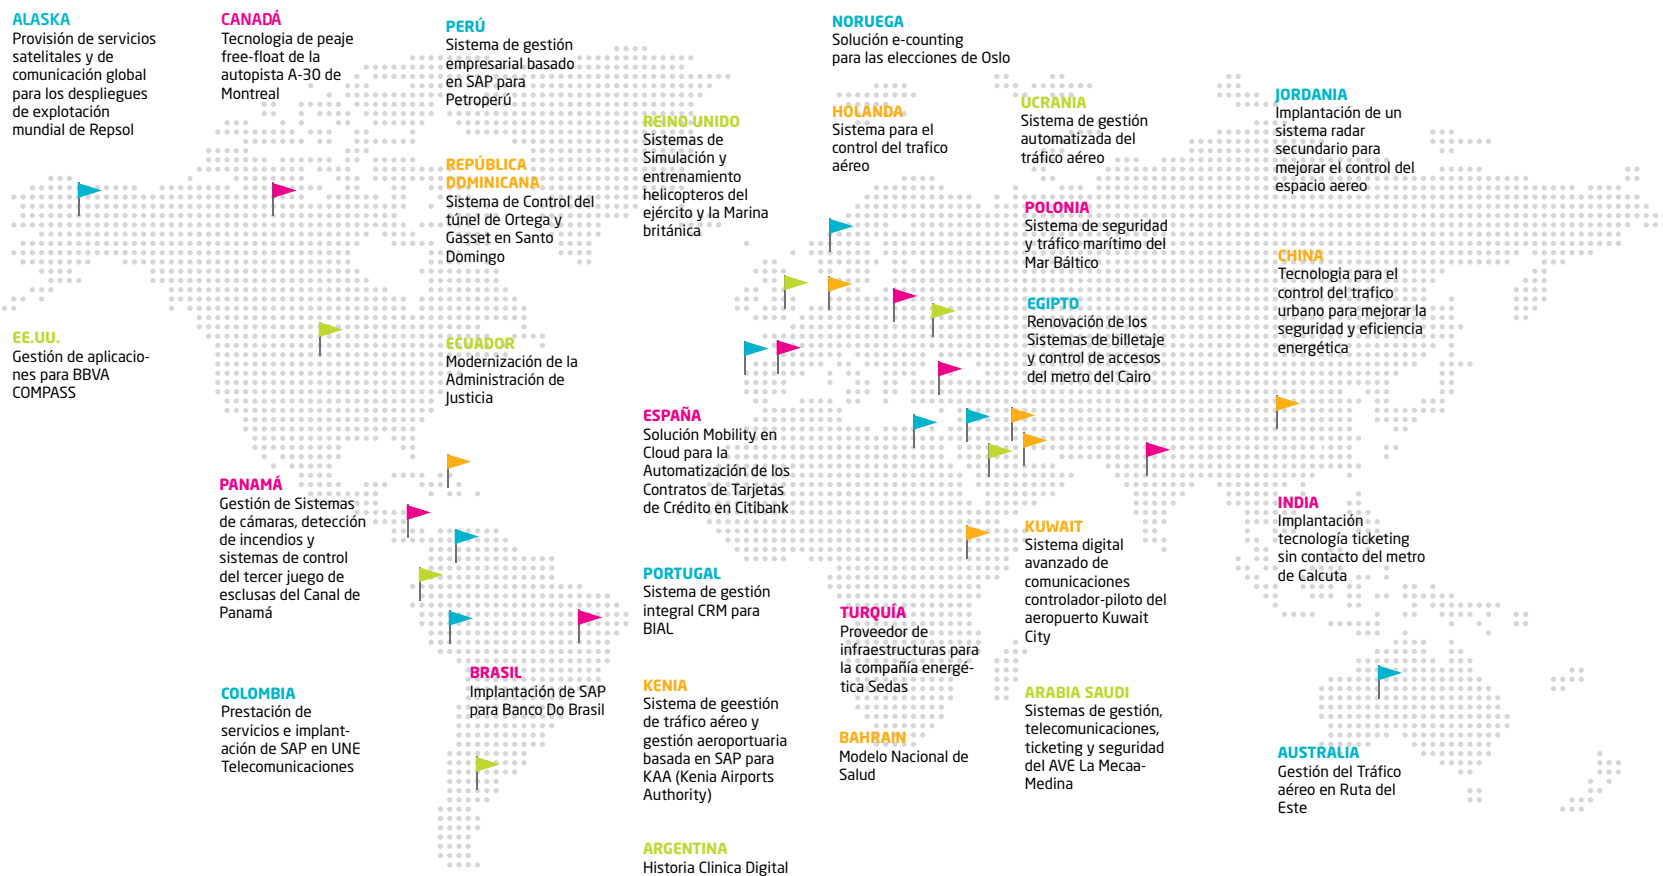 ALASKA
Provisión de servicios
satelitales y de
comunicación global
para los despliegues
de explotación
mundial de Repsol
EE.UU.
Gestión de aplicacio-
nes para BBVA
COMPASS
CANADÁ
Tecnologia de peaje
free-float de la
autopista A-30 de
Montreal
PANAMÁ
Gestión de Sistemas
de cámaras, detección
de incendios y
sistemas de control
del tercer juego de
esclusas del Canal de
Panamá
COLOMBIA
Prestación de
servicios e implant-
ación de SAP en UNE
Telecomunicaciones
PERÚ
Sistema de gestión
empresarial basado
en SAP para
Petroperú
REPÚBLICA
DOMINICANA
Sistema de Control del
túnel de Ortega y
Gasset en Santo
Domingo
ECUADOR
Modernización de la
Administración de
Justicia
BRASIL
Implantación de SAP
para Banco Do Brasil
REINO UNIDO
Sistemas de
Simulación y
entrenamiento
helicopteros del
ejército y la Marina
británica
ESPAÑA
Solución Mobility en
Cloud para la
Automatización de los
Contratos de Tarjetas
de Crédito en Citibank
PORTUGAL
Sistema de gestión
integral CRM para
BIAL
KENIA
Sistema de geestión
de tráfico aéreo y
gestión aeroportuaria
basada en SAP para
KAA (Kenia Airports
Authority)
ARGENTINA
Historia Clinica Digital
NORUEGA
Solución e-counting
para las elecciones de Oslo
HOLANDA
Sistema para el
control del trafico
aéreo
TURQUÍA
Proveedor de
infraestructuras para
la compañía energé-
tica Sedas
BAHRAIN
Modelo Nacional de
Salud
UCRANIA
Sistema de gestión
automatizada del
tráfico aéreo
POLONIA
Sistema de seguridad
y tráfico marítimo del
Mar Báltico
EGIPTO
Renovación de los
Sistemas de billetaje
y control de accesos
del metro del Cairo
KUWAIT
Sistema digital
avanzado de
comunicaciones
controlador-piloto del
aeropuerto Kuwait
City
ARABIA SAUDI
Sistemas de gestión,
telecomunicaciones,
ticketing y seguridad
del AVE La Mecaa-
Medina
JORDANIA
Implantación de un
sistema radar
secundario para
mejorar el control del
espacio aereo
CHINA
Tecnologia para el
control del trafico
urbano para mejorar la
seguridad y eficiencia
energética
INDIA
Implantación
tecnología ticketing
sin contacto del metro
de Calcuta
AUSTRALIA
Gestión del Tráfico
aéreo en Ruta del
Este